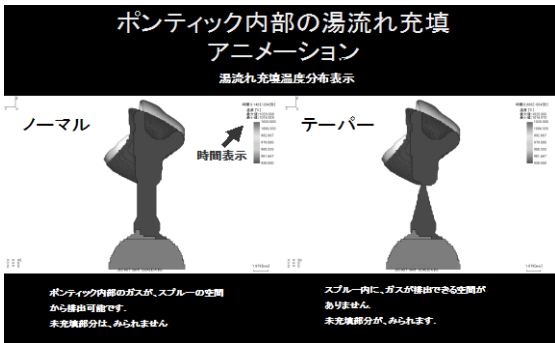 ポンティック内部の湯流れ充填
アニメーション
湯流れ充填温度分布表示
ノーマル
時間表示
テーパー
ポンティック内部のガスが、スプルーの空間
から排出可能です.
未充填部分は、みられません
スプルー内に、ガスが排出できる空間が
ありません.
未充填部分が、みられます.